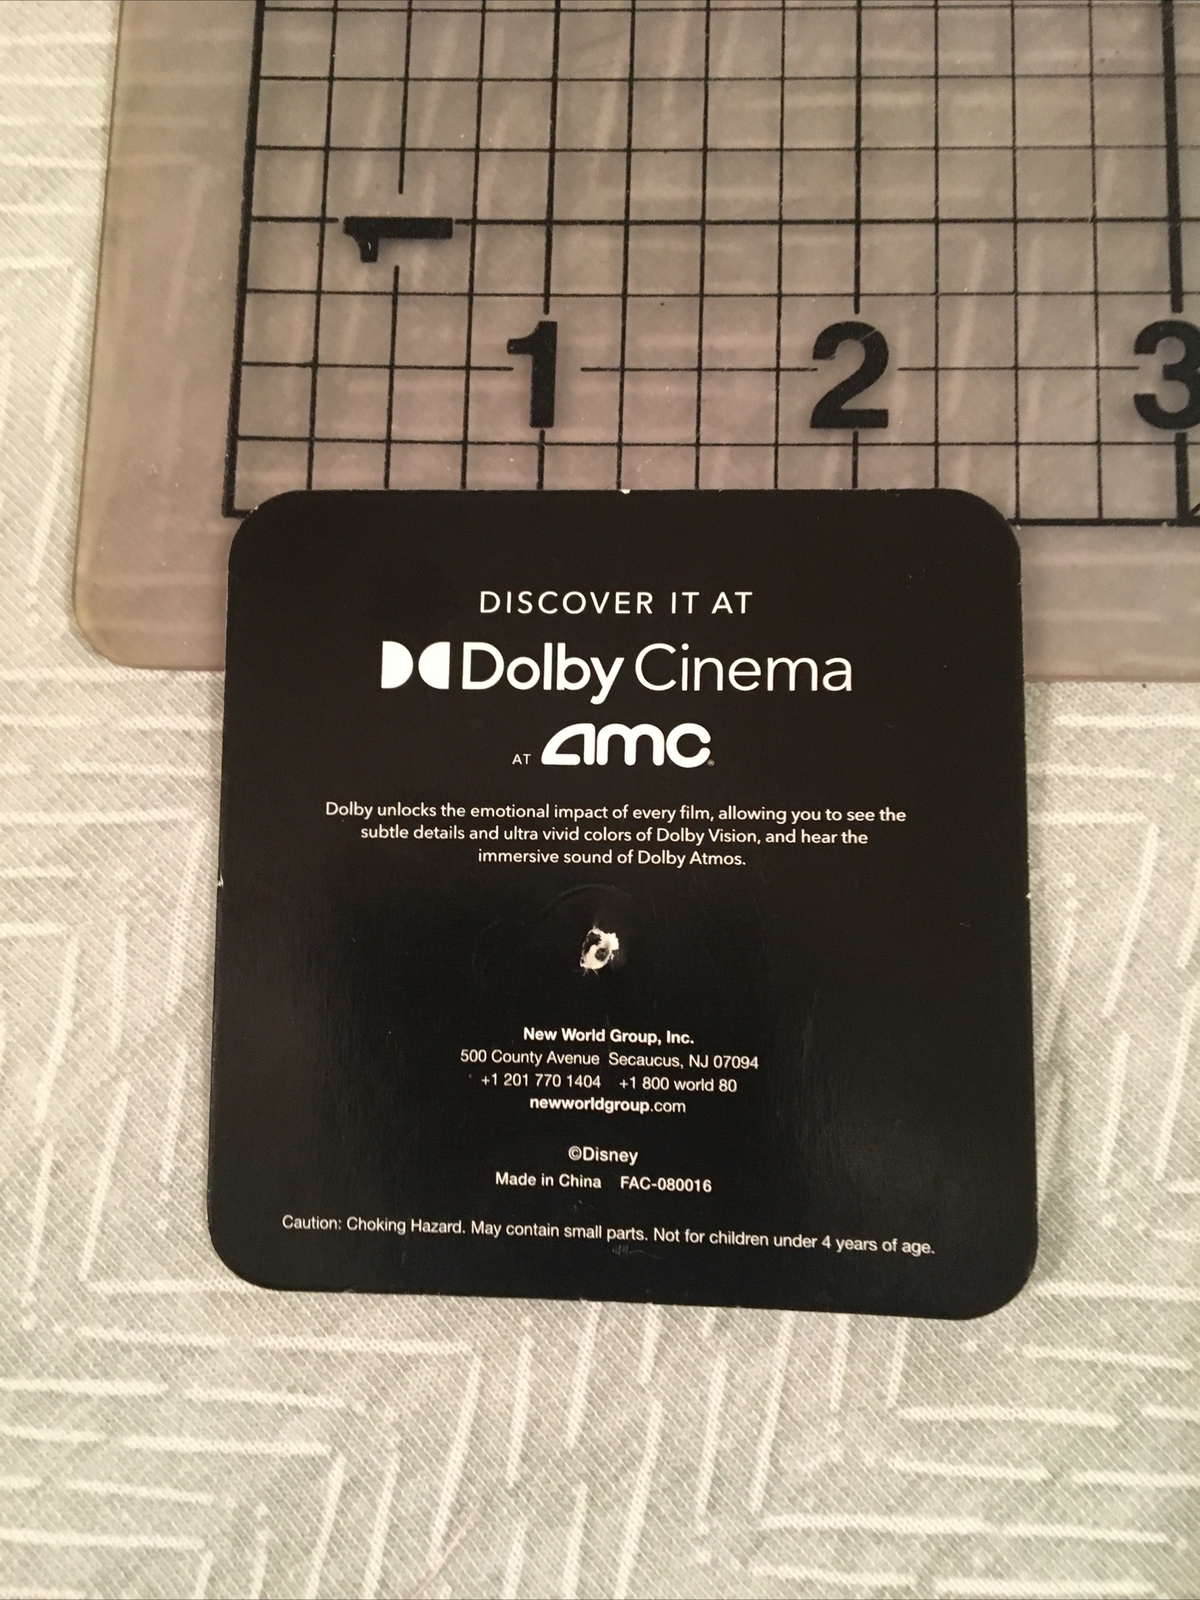 1
1
2
3
DISCOVER IT AT
Dolby Cinema
AT amc
Dolby unlocks the emotional impact of every film, allowing you to see the
subtle details and ultra vivid colors of Dolby Vision, and hear the
immersive sound of Dolby Atmos.
New World Group, Inc.
500 County Avenue Secaucus, NJ 07094
+1 201 770 1404 +1 800 world 80
newworldgroup.com
©Disney
Made in China FAC-080016
Caution: Choking Hazard. May contain small parts. Not for children under 4 years of age.